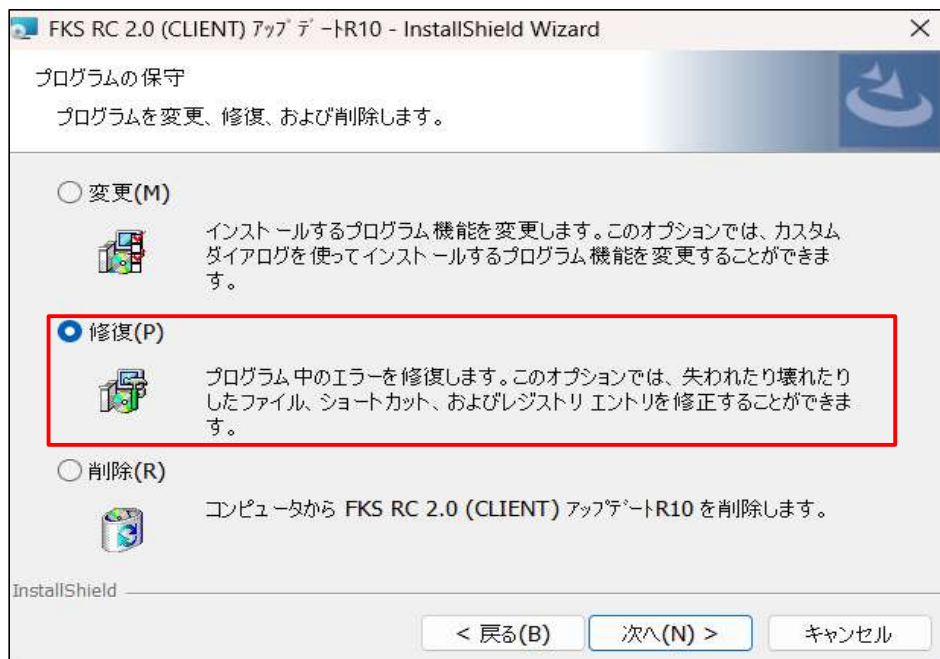 FKS RC 2.0 (CLIENT) ｱｯﾌﾟﾃﾞｰﾄR10 - InstallShield Wizard
プログラムの保守
プログラムを変更、修復、および削除します。
変更(M)
インストールするプログラム機能を変更します。このオプションでは、カスタム
ダイアログを使ってインストールするプログラム機能を変更することができま
す。
修復(P)
プログラム中のエラーを修復します。このオプションでは、失われたり壊れたり
したファイル、ショートカット、およびレジストリ エントリを修正することができま
す。
削除(R)
コンピュータから FKS RC 2.0 (CLIENT) ｱｯﾌﾟﾃﾞｰﾄR10 を削除します。
InstallShield
< 戻る(B) 次へ(N) > キャンセル